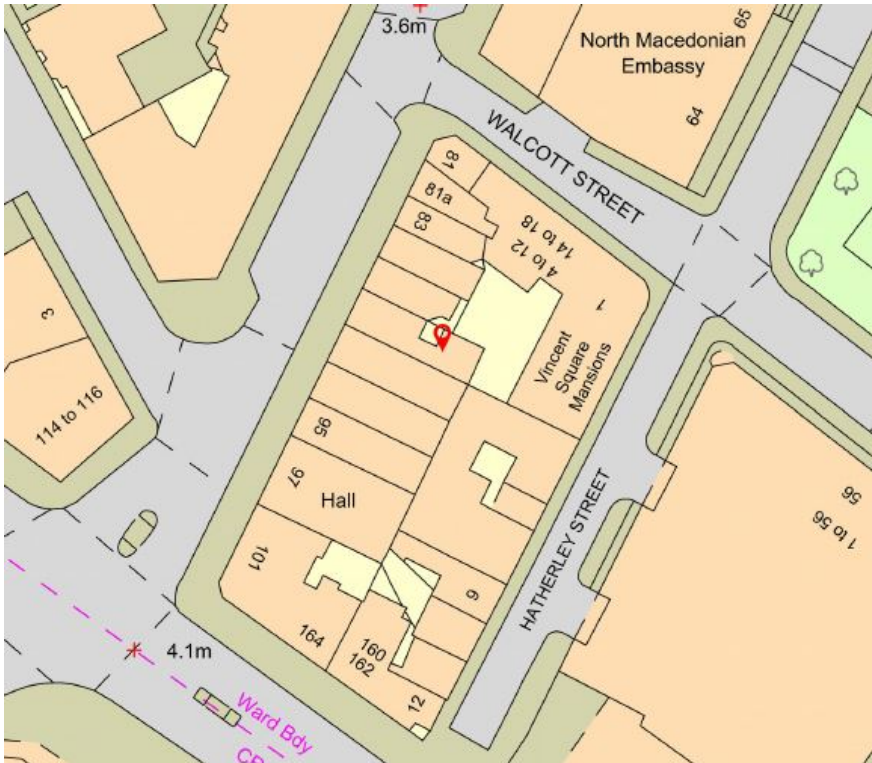 3.6m
North Macedonian
Embassy
65
64
WALCOTT STREET
81
81a
83
14 to 18
4 to 12
1
Vincent
Square
Mansions
3
114 to 116
95
97
Hall
101
164
160
162
6
12
HATHERLEY STREET
56
1 to 56
4.1m
Ward Bdy